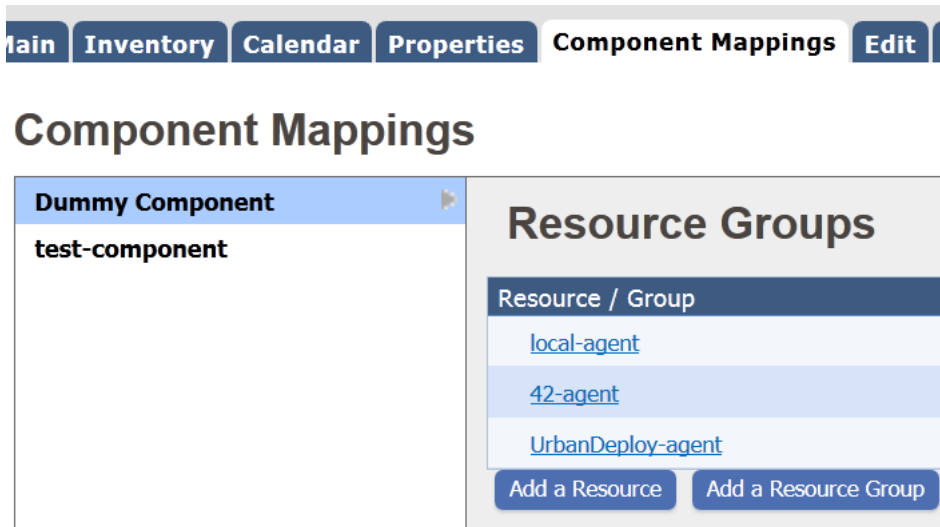 Main Inventory Calendar Properties Component Mappings Edit
Component Mappings
Dummy Component
test-component
Resource Groups
Resource / Group
local-agent
42-agent
UrbanDeploy-agent
Add a Resource Add a Resource Group